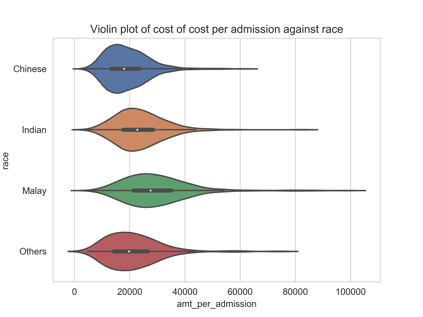 Violin plot of cost of cost per admission against race
Chinese
Indian
Malay
Others
race
0 20000 40000 60000 80000 100000
amt_per_admission